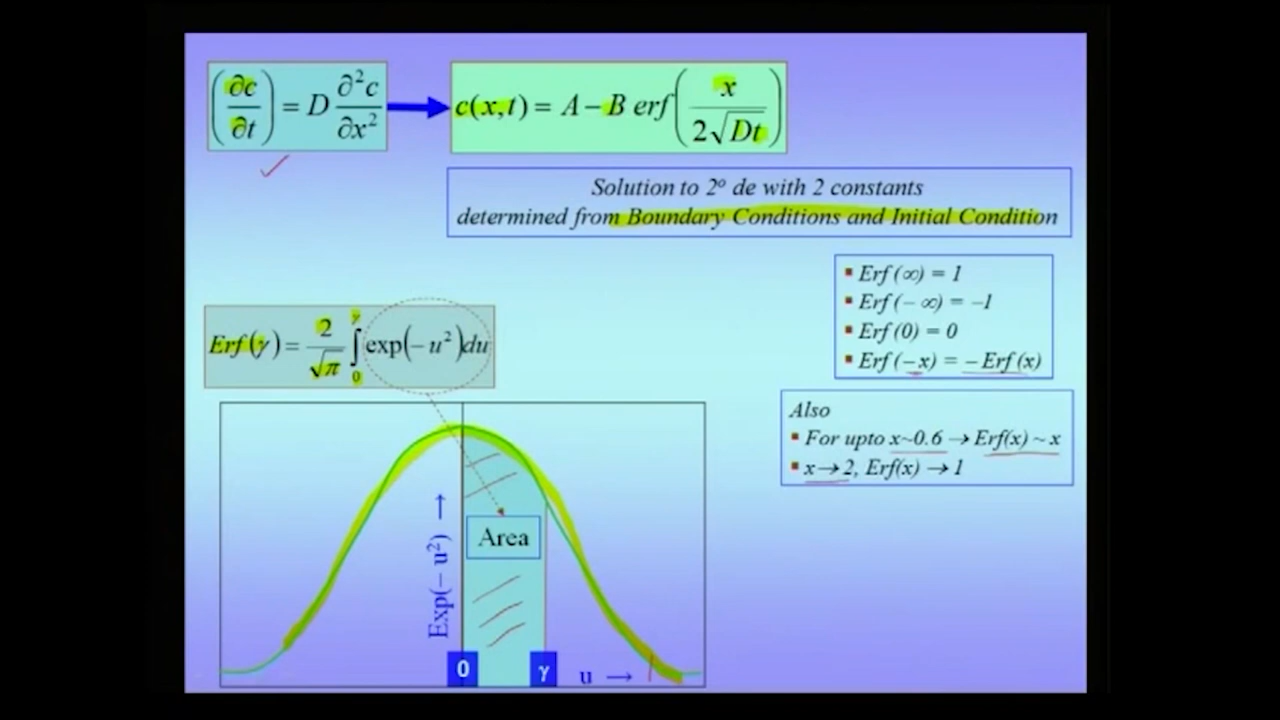 (∂c/∂t) = D ∂²c/∂x²
c(x,t) = A − B erf(x/(2√Dt))
Solution to 2º de with 2 constants
determined from Boundary Conditions and Initial Condition
▪ Erf (∞) = 1
▪ Erf (− ∞) = −1
▪ Erf (0) = 0
▪ Erf (−x) = − Erf (x)
Erf (γ) = 2/√π ∫₀^γ exp(−u²)du
Also
▪ For upto x~0.6 → Erf(x) ~ x
▪ x→2, Erf(x) → 1
Exp(− u²) →
Area
0
γ
u →